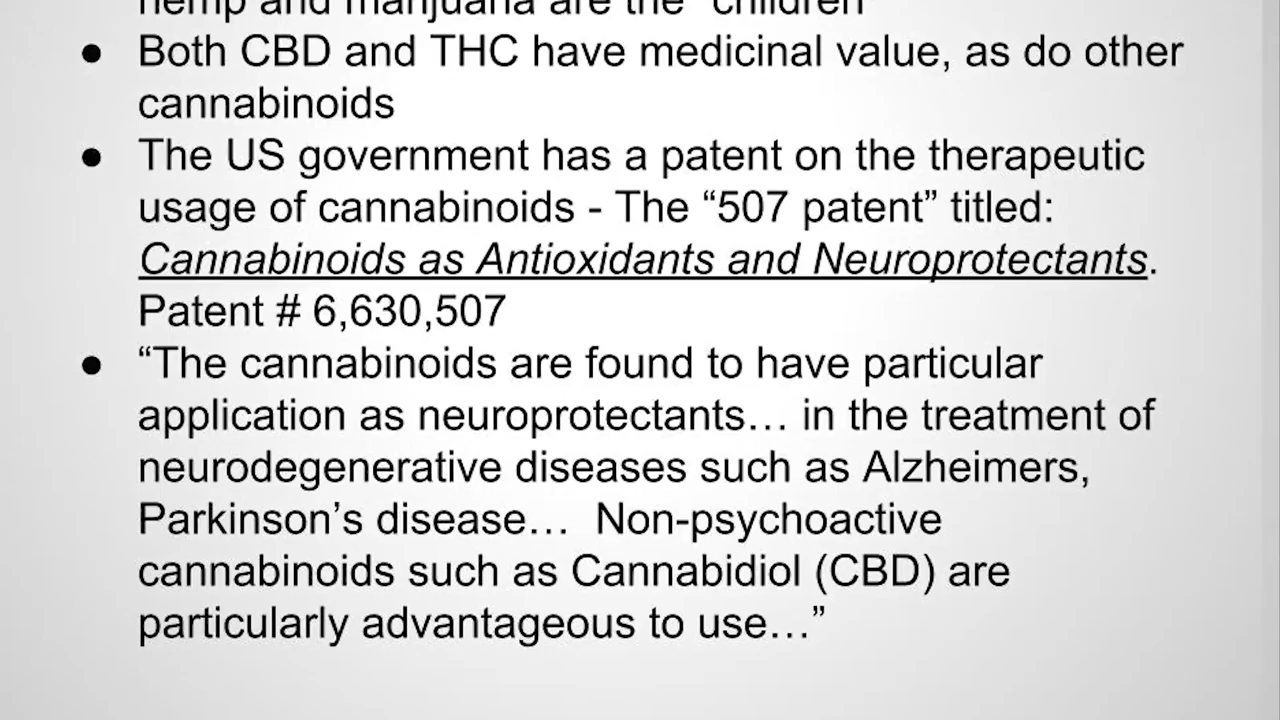 hemp and marijuana are the "children"
● Both CBD and THC have medicinal value, as do other
cannabinoids
● The US government has a patent on the therapeutic
usage of cannabinoids - The “507 patent” titled:
Cannabinoids as Antioxidants and Neuroprotectants.
Patent # 6,630,507
● “The cannabinoids are found to have particular
application as neuroprotectants… in the treatment of
neurodegenerative diseases such as Alzheimers,
Parkinson’s disease…  Non-psychoactive
cannabinoids such as Cannabidiol (CBD) are
particularly advantageous to use…”